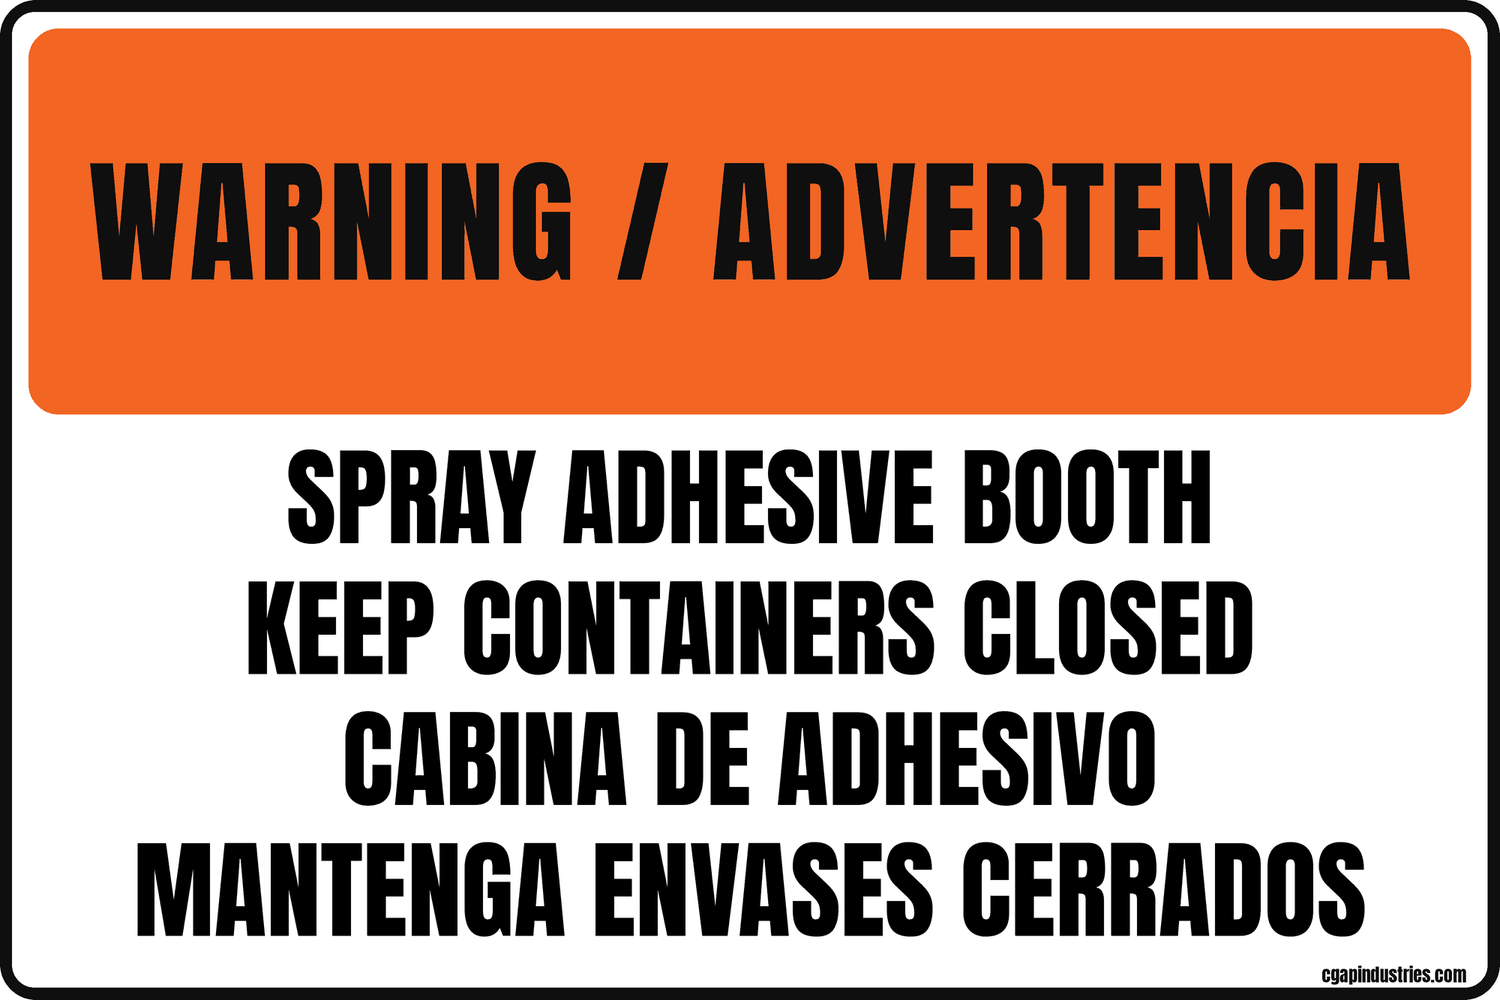 WARNING / ADVERTENCIA
SPRAY ADHESIVE BOOTH
KEEP CONTAINERS CLOSED
CABINA DE ADHESIVO
MANTENGA ENVASES CERRADOS
cgapindustries.com